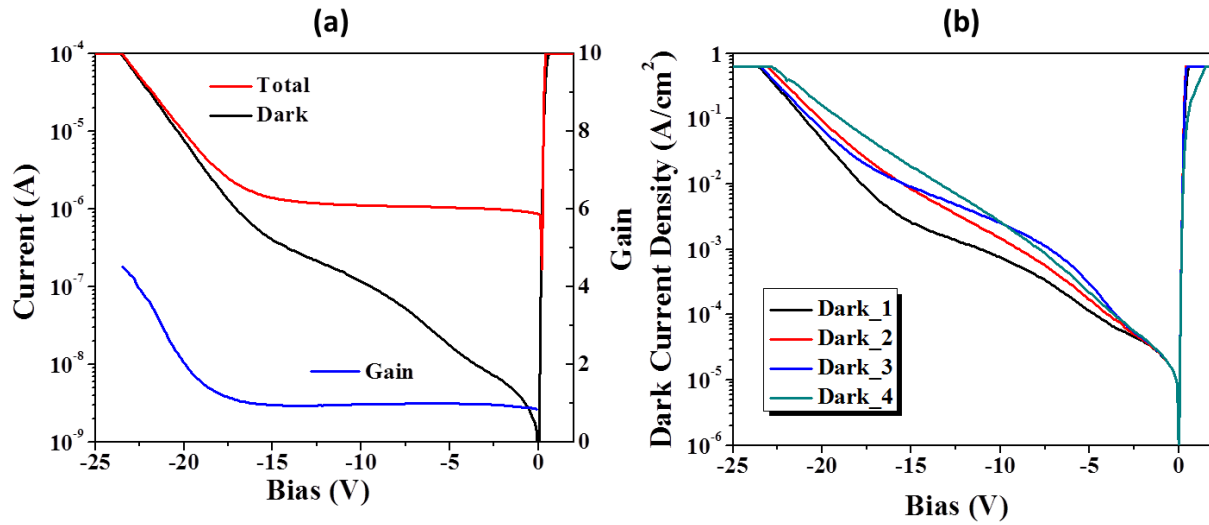 (a)
(b)
10⁻⁴
10⁻⁵
10⁻⁶
10⁻⁷
10⁻⁸
10⁻⁹
Current (A)
Total
Dark
Gain
10
8
6
4
2
0
Gain
-25
-20
-15
-10
-5
0
Bias (V)
1
10⁻¹
10⁻²
10⁻³
10⁻⁴
10⁻⁵
10⁻⁶
Dark Current Density (A/cm²)
Dark_1
Dark_2
Dark_3
Dark_4
-25
-20
-15
-10
-5
0
Bias (V)